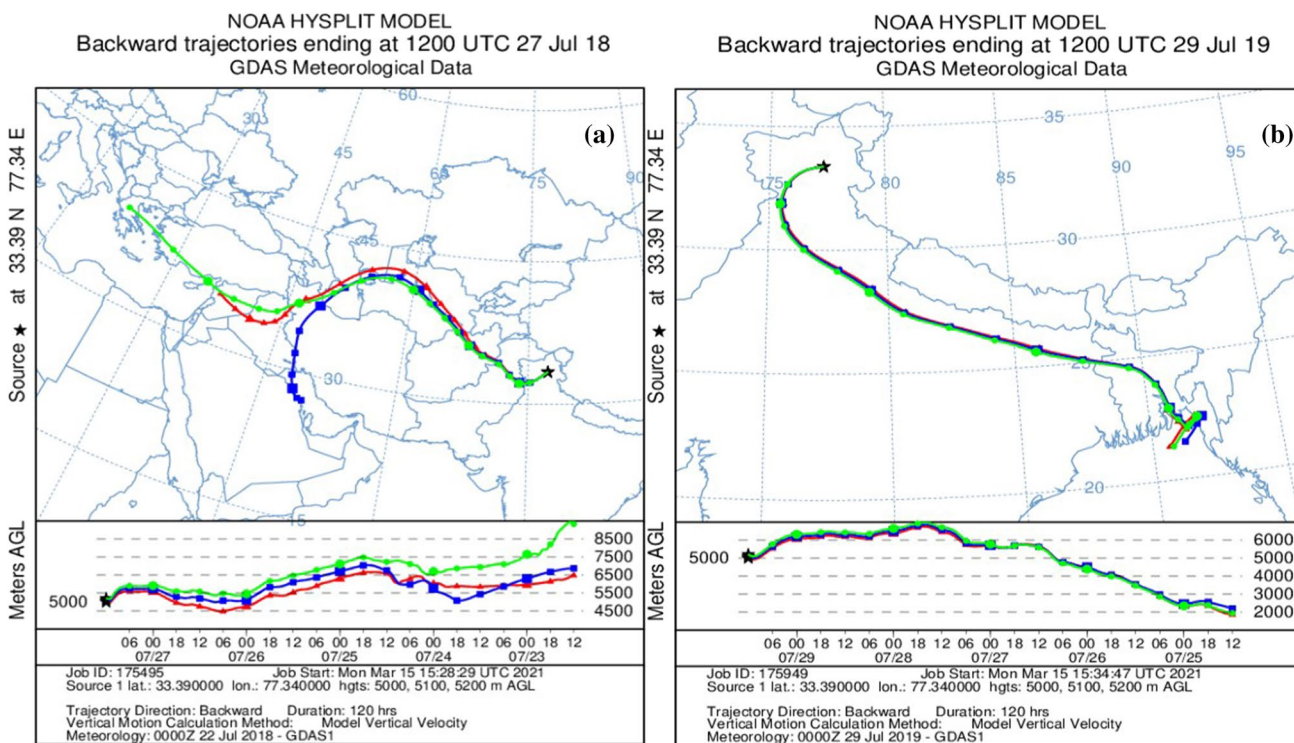 NOAA HYSPLIT MODEL
Backward trajectories ending at 1200 UTC 27 Jul 18
GDAS Meteorological Data
(a)
60
30
45
60
75
90
45
30
15
Source ★ at 33.39 N 77.34 E
Meters AGL
5000
8500
7500
6500
5500
4500
06 00 18 12 06 00 18 12 06 00 18 12 06 00 18 12 06 00 18 12
07/27 07/26 07/25 07/24 07/23
Job ID: 175495 Job Start: Mon Mar 15 15:28:29 UTC 2021
Source 1 lat.: 33.390000 lon.: 77.340000 hgts: 5000, 5100, 5200 m AGL
Trajectory Direction: Backward Duration: 120 hrs
Vertical Motion Calculation Method: Model Vertical Velocity
Meteorology: 0000Z 22 Jul 2018 - GDAS1
NOAA HYSPLIT MODEL
Backward trajectories ending at 1200 UTC 29 Jul 19
GDAS Meteorological Data
(b)
35
95
90
85
80
75
30
25
20
Source ★ at 33.39 N 77.34 E
Meters AGL
5000
6000
5000
4000
3000
2000
06 00 18 12 06 00 18 12 06 00 18 12 06 00 18 12 06 00 18 12
07/29 07/28 07/27 07/26 07/25
Job ID: 175949 Job Start: Mon Mar 15 15:34:47 UTC 2021
Source 1 lat.: 33.390000 lon.: 77.340000 hgts: 5000, 5100, 5200 m AGL
Trajectory Direction: Backward Duration: 120 hrs
Vertical Motion Calculation Method: Model Vertical Velocity
Meteorology: 0000Z 29 Jul 2019 - GDAS1